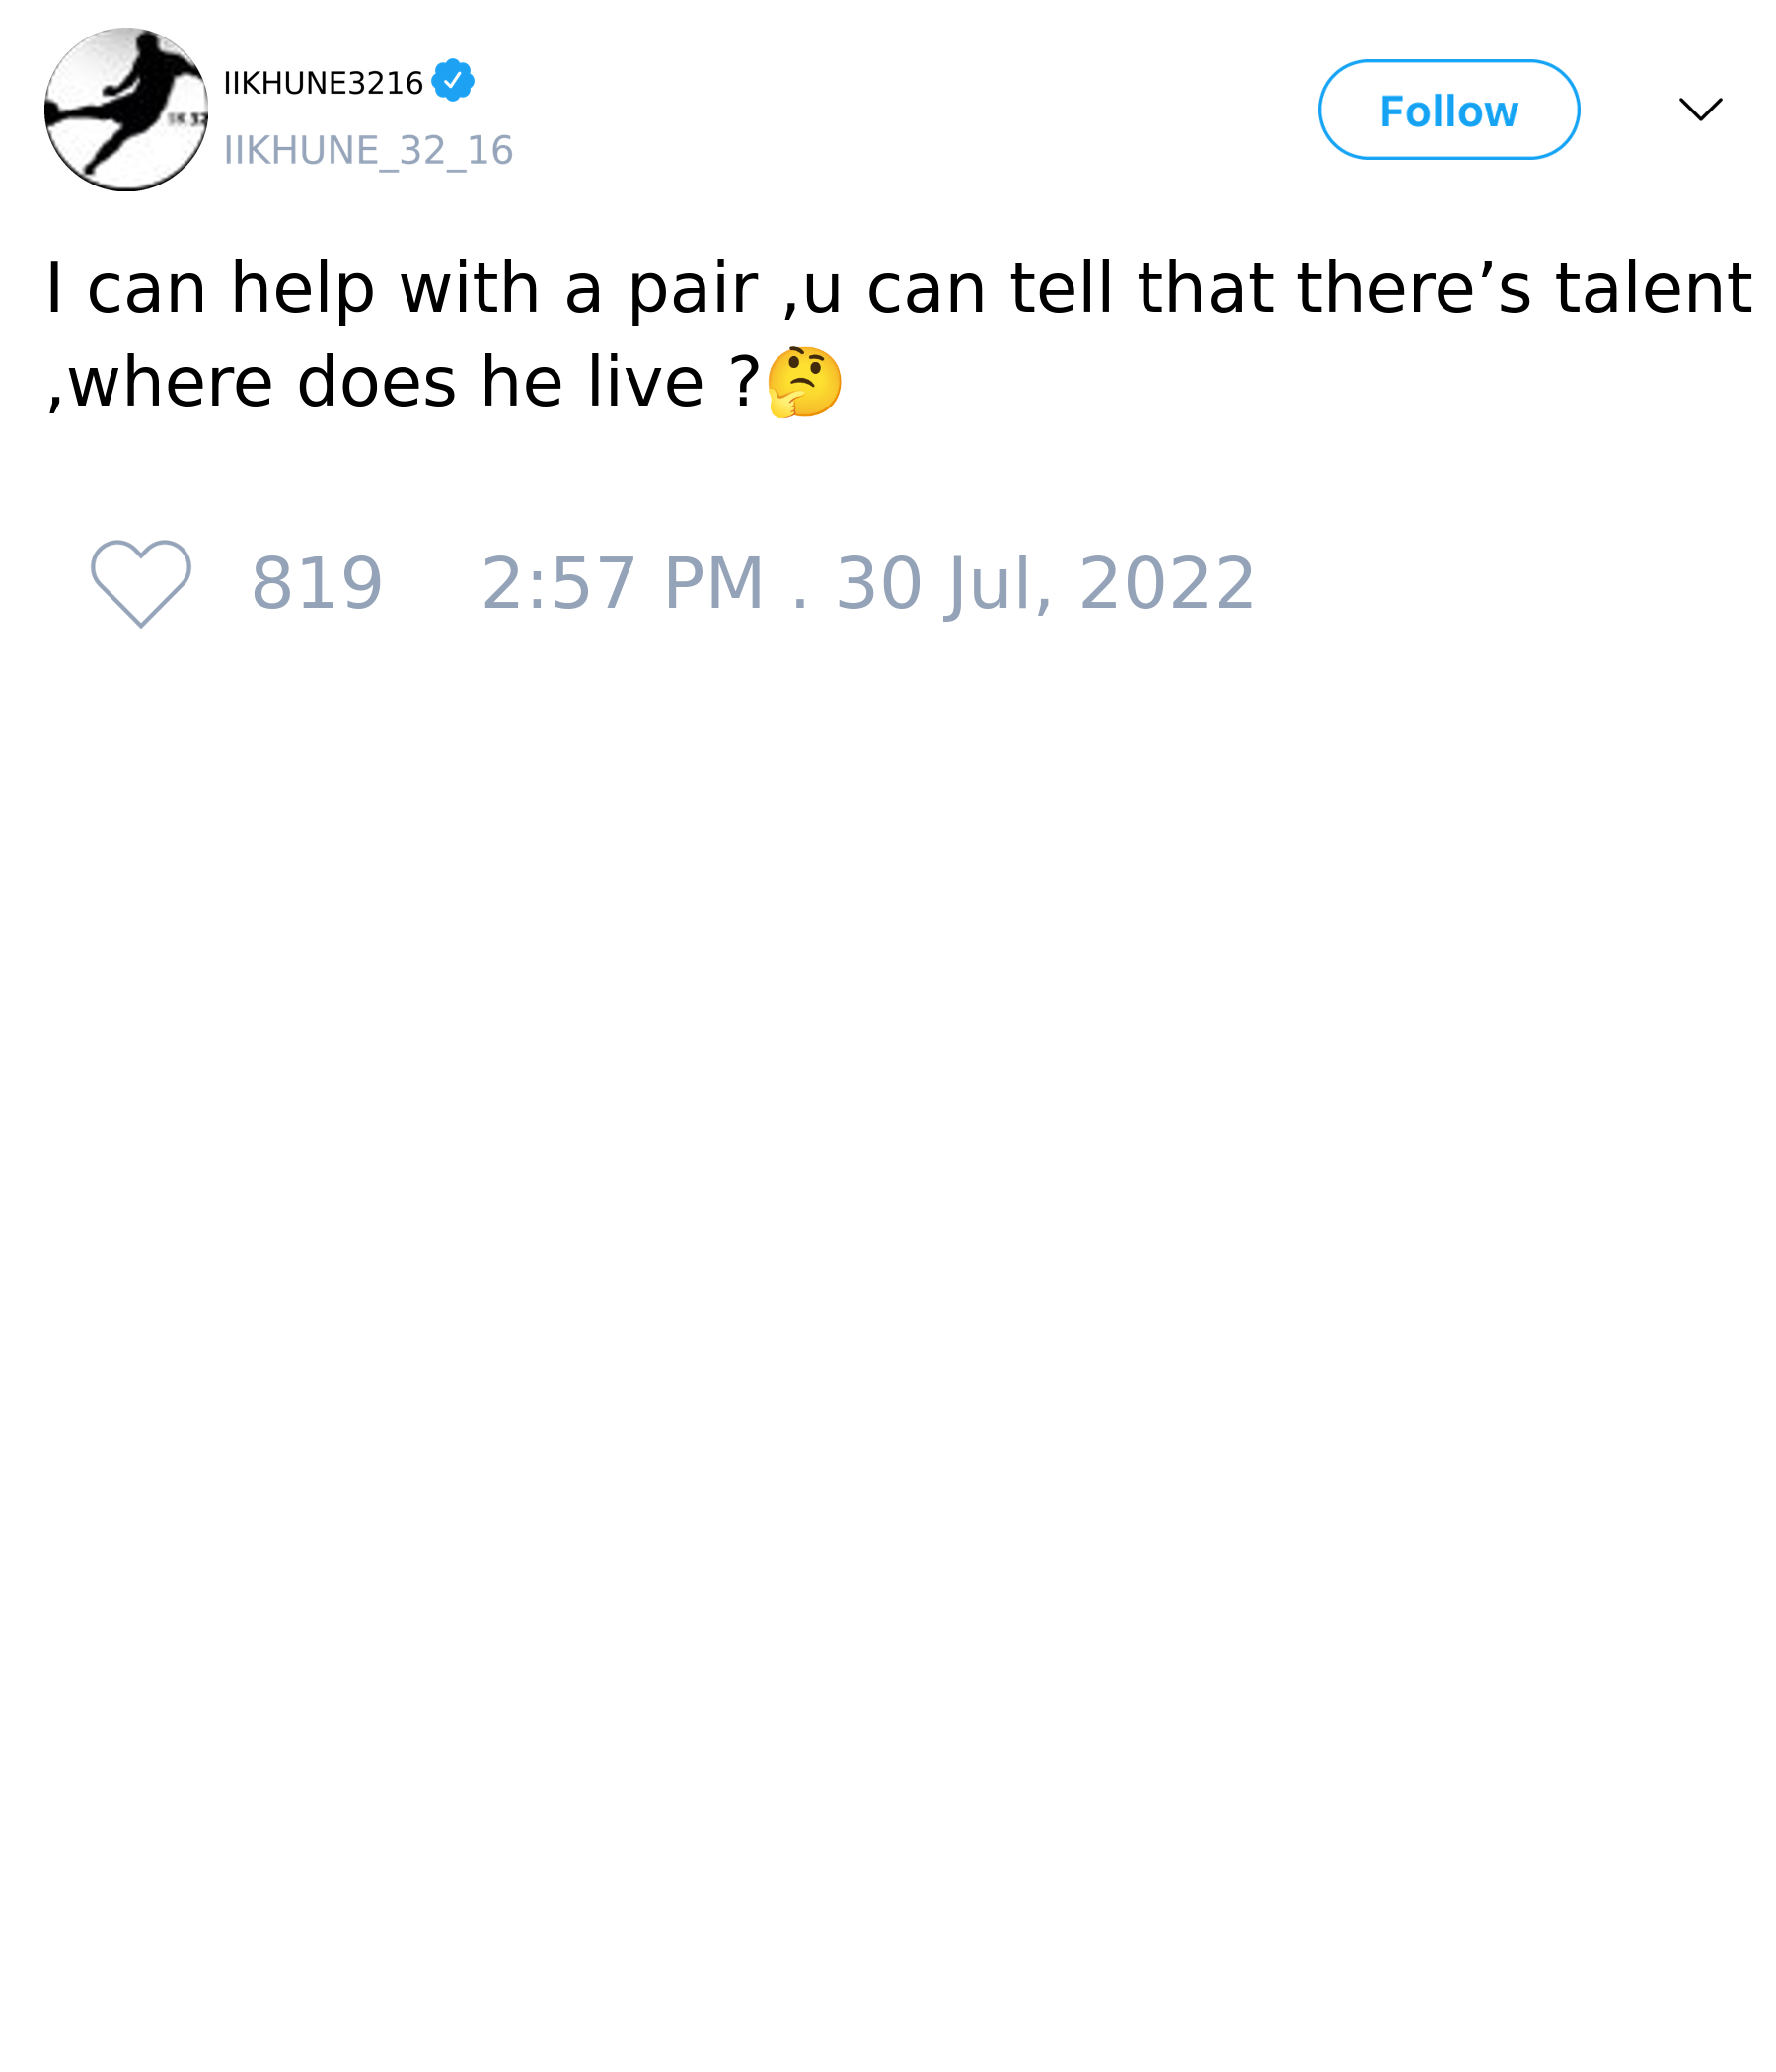 IIKHUNE3216
IIKHUNE_32_16
Follow
I can help with a pair ,u can tell that there’s talent
,where does he live ?🤔
819 2:57 PM . 30 Jul, 2022